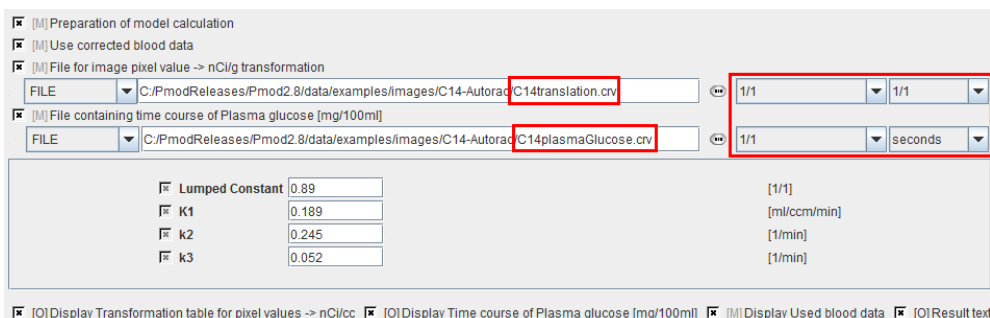 [M] Preparation of model calculation
[M] Use corrected blood data
[M] File for image pixel value -> nCi/g transformation
FILE C:/PmodReleases/Pmod2.8/data/examples/images/C14-Autorad/C14translation.crv 1/1 1/1
[M] File containing time course of Plasma glucose [mg/100ml]
FILE C:/PmodReleases/Pmod2.8/data/examples/images/C14-Autorad/C14plasmaGlucose.crv 1/1 seconds
Lumped Constant 0.89 [1/1]
K1 0.189 [ml/ccm/min]
k2 0.245 [1/min]
k3 0.052 [1/min]
[O] Display Transformation table for pixel values -> nCi/cc [O] Display Time course of Plasma glucose [mg/100ml] [M] Display Used blood data [O] Result text